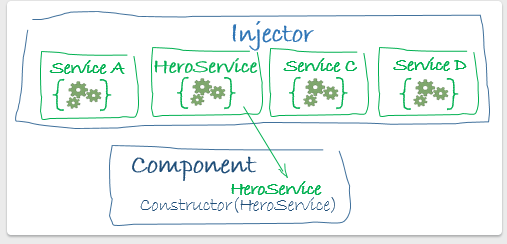 Injector
Service A
HeroService
Service C
Service D
Component
HeroService
Constructor(HeroService)